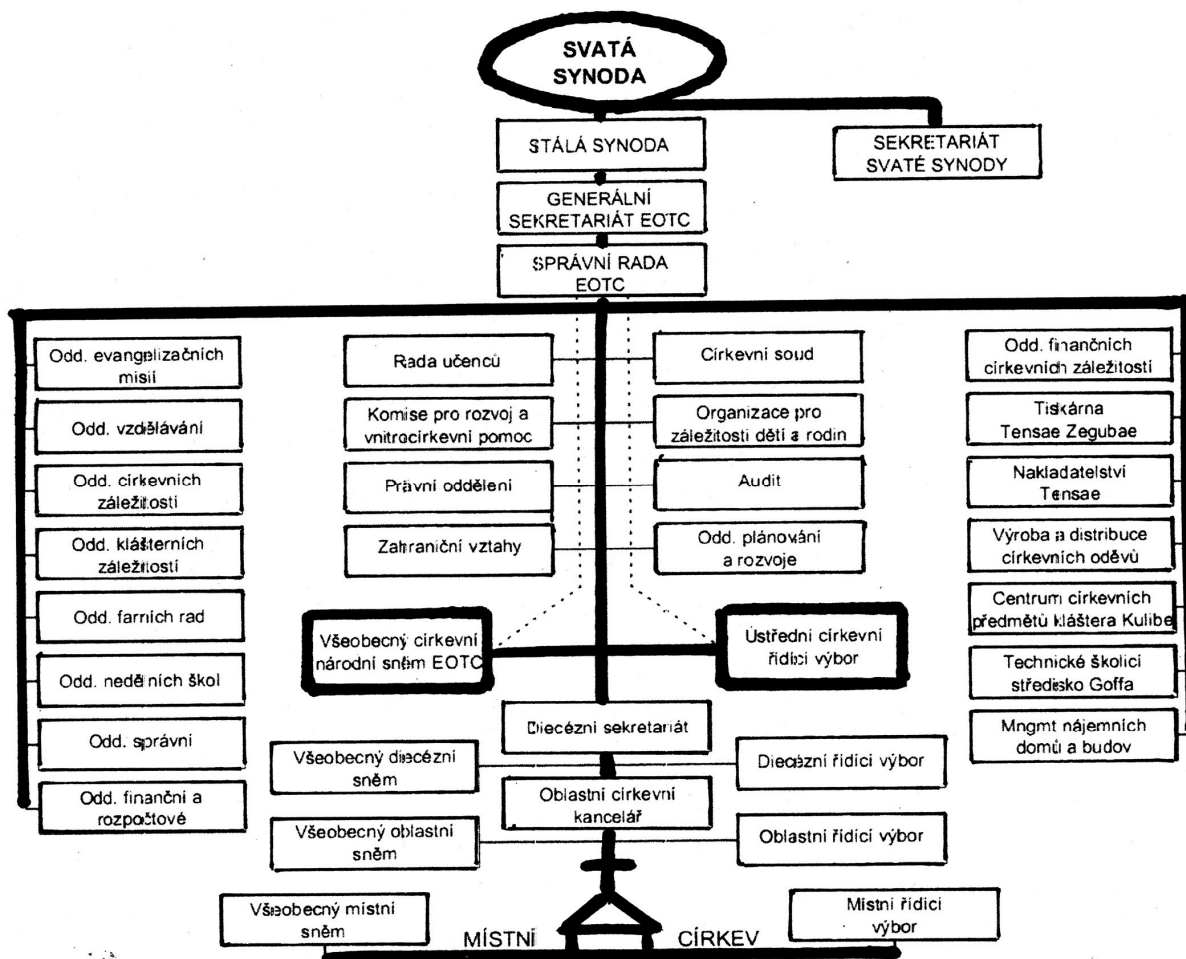 SVATÁ
SYNODA
STÁLÁ SYNODA
SEKRETARIÁT
SVATÉ SYNODY
GENERÁLNÍ
SEKRETARIÁT EOTC
SPRÁVNÍ RADA
EOTC
Odd. evangelizačních
misií
Odd. vzdělávání
Odd. církevních
záležitostí
Odd. klášterních
záležitostí
Odd. farních rad
Odd. nedělních škol
Odd. správní
Odd. finanční a
rozpočtové
Rada učenců
Komise pro rozvoj a
vnitrocírkevní pomoc
Právní oddělení
Zahraniční vztahy
Církevní soud
Organizace pro
záležitosti dětí a rodin
Audit
Odd. plánování
a rozvoje
Odd. finančních
církevních záležitostí
Tiskárna
Tensae Zegubae
Nakladatelství
Tensae
Výroba a distribuce
církevních oděvů
Centrum církevních
předmětů kláštera Kulibe
Technické školicí
středisko Goffa
Mngmt nájemních
domů a budov
Všeobecný církevní
národní sněm EOTC
Ústřední církevní
řídicí výbor
Diecézní sekretariát
Všeobecný diecézní
sněm
Diecézní řídicí výbor
Oblastní církevní
kancelář
Všeobecný oblastní
sněm
Oblastní řídicí výbor
Všeobecný místní
sněm
MÍSTNÍ CÍRKEV
Místní řídicí
výbor